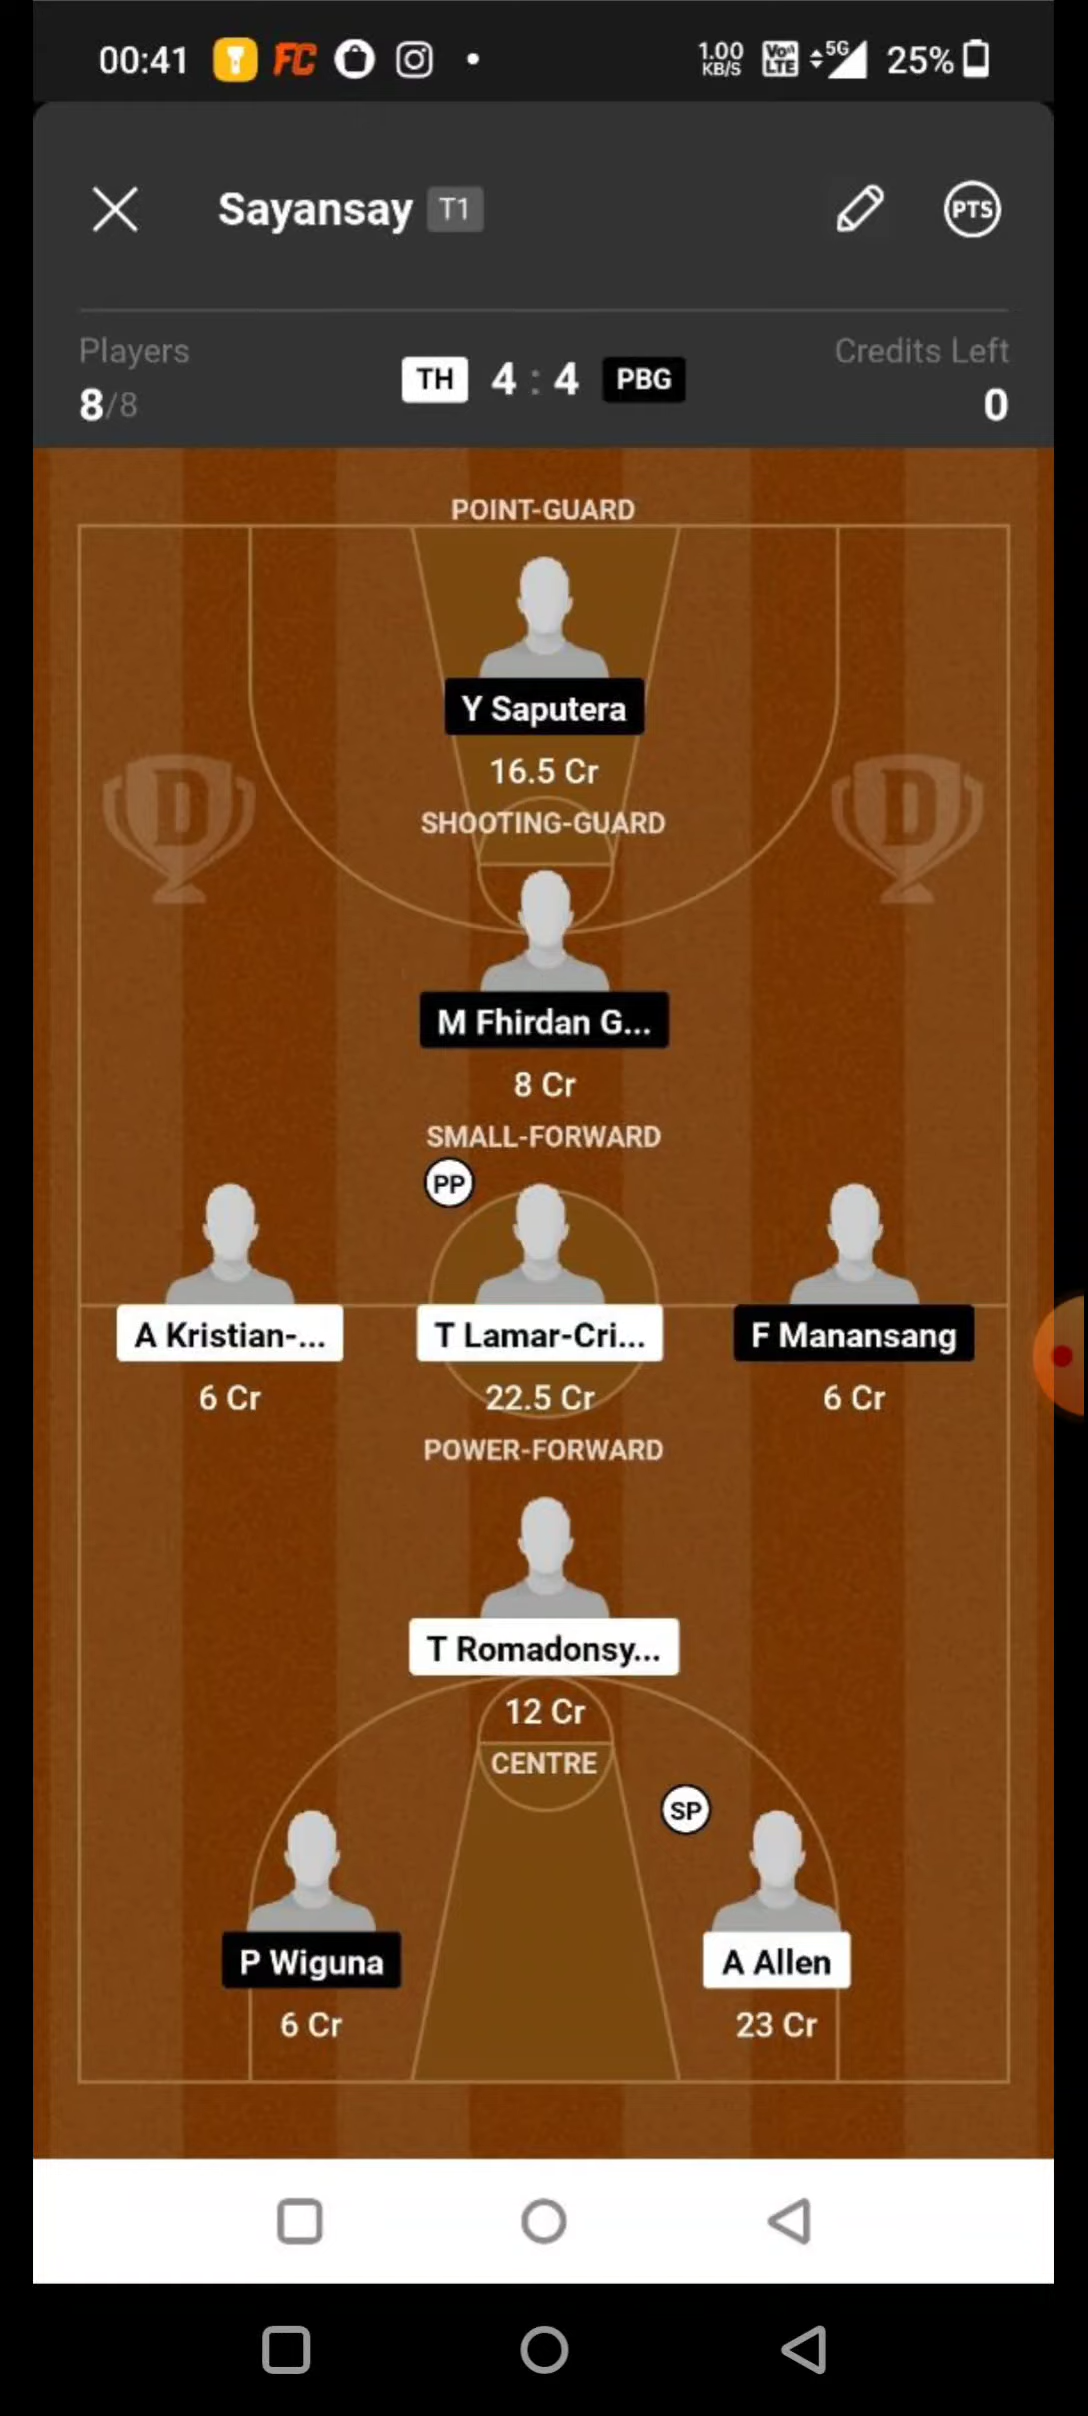 00:41 FC 1.00 KB/S VoLTE 5G 25%
Sayansay T1 PTS
Players Credits Left
8/8 TH 4 : 4 PBG 0
POINT-GUARD
Y Saputera
16.5 Cr
D D
SHOOTING-GUARD
M Fhirdan G...
8 Cr
SMALL-FORWARD
PP
A Kristian-... T Lamar-Cri... F Manansang
6 Cr 22.5 Cr 6 Cr
POWER-FORWARD
T Romadonsy...
12 Cr
CENTRE
SP
P Wiguna A Allen
6 Cr 23 Cr